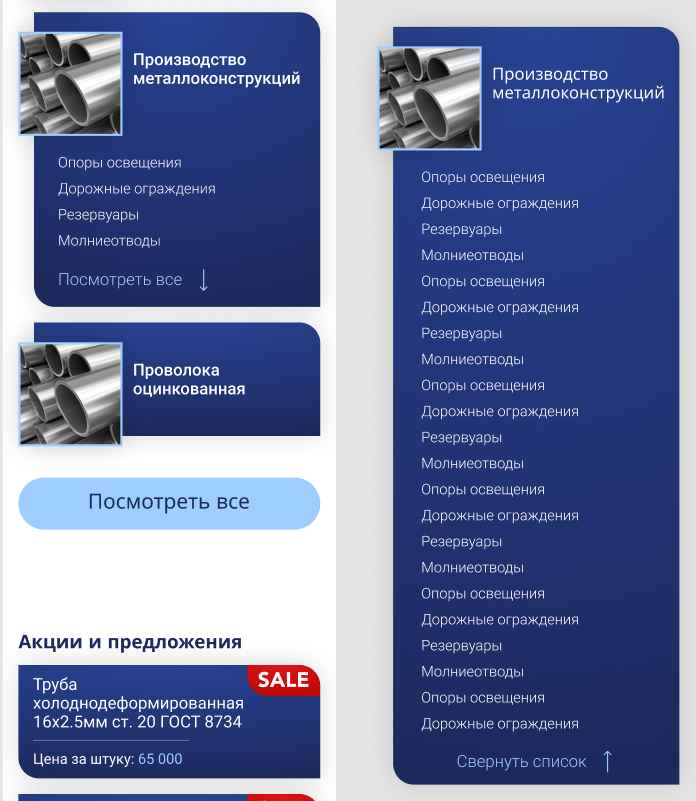 Производство
металлоконструкций
Опоры освещения
Дорожные ограждения
Резервуары
Молниеотводы
Посмотреть все
Проволока
оцинкованная
Посмотреть все
Акции и предложения
SALE
Труба
холоднодеформированная
16х2.5мм ст. 20 ГОСТ 8734
Цена за штуку: 65 000
Производство
металлоконструкций
Опоры освещения
Дорожные ограждения
Резервуары
Молниеотводы
Опоры освещения
Дорожные ограждения
Резервуары
Молниеотводы
Опоры освещения
Дорожные ограждения
Резервуары
Молниеотводы
Опоры освещения
Дорожные ограждения
Резервуары
Молниеотводы
Опоры освещения
Дорожные ограждения
Резервуары
Молниеотводы
Опоры освещения
Дорожные ограждения
Свернуть список